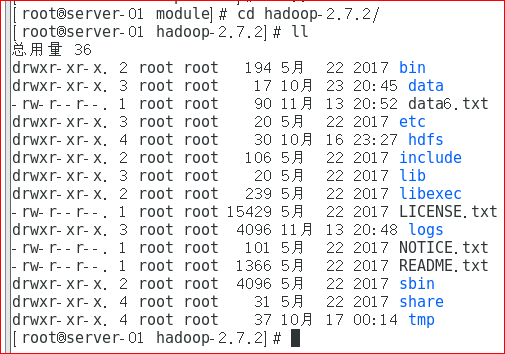 [root@server-01 module]# cd hadoop-2.7.2/
[root@server-01 hadoop-2.7.2]# ll
总用量 36
drwxr-xr-x. 2 root root 194 5月 22 2017 bin
drwxr-xr-x. 3 root root 17 10月 23 20:45 data
-rw-r--r--. 1 root root 90 11月 13 20:52 data6.txt
drwxr-xr-x. 3 root root 20 5月 22 2017 etc
drwxr-xr-x. 4 root root 30 10月 16 23:27 hdfs
drwxr-xr-x. 2 root root 106 5月 22 2017 include
drwxr-xr-x. 3 root root 20 5月 22 2017 lib
drwxr-xr-x. 2 root root 239 5月 22 2017 libexec
-rw-r--r--. 1 root root 15429 5月 22 2017 LICENSE.txt
drwxr-xr-x. 3 root root 4096 11月 13 20:48 logs
-rw-r--r--. 1 root root 101 5月 22 2017 NOTICE.txt
-rw-r--r--. 1 root root 1366 5月 22 2017 README.txt
drwxr-xr-x. 2 root root 4096 5月 22 2017 sbin
drwxr-xr-x. 4 root root 31 5月 22 2017 share
drwxr-xr-x. 4 root root 37 10月 17 00:14 tmp
[root@server-01 hadoop-2.7.2]#